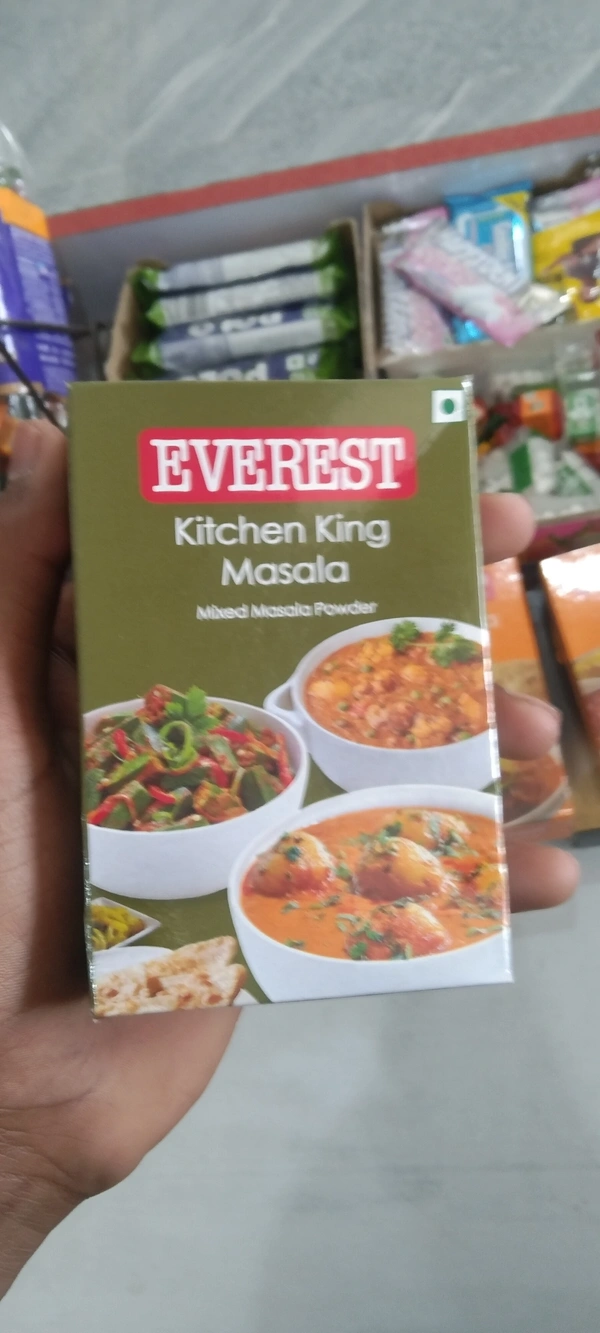 EVEREST
Kitchen King
Masala
Mixed Masala Powder